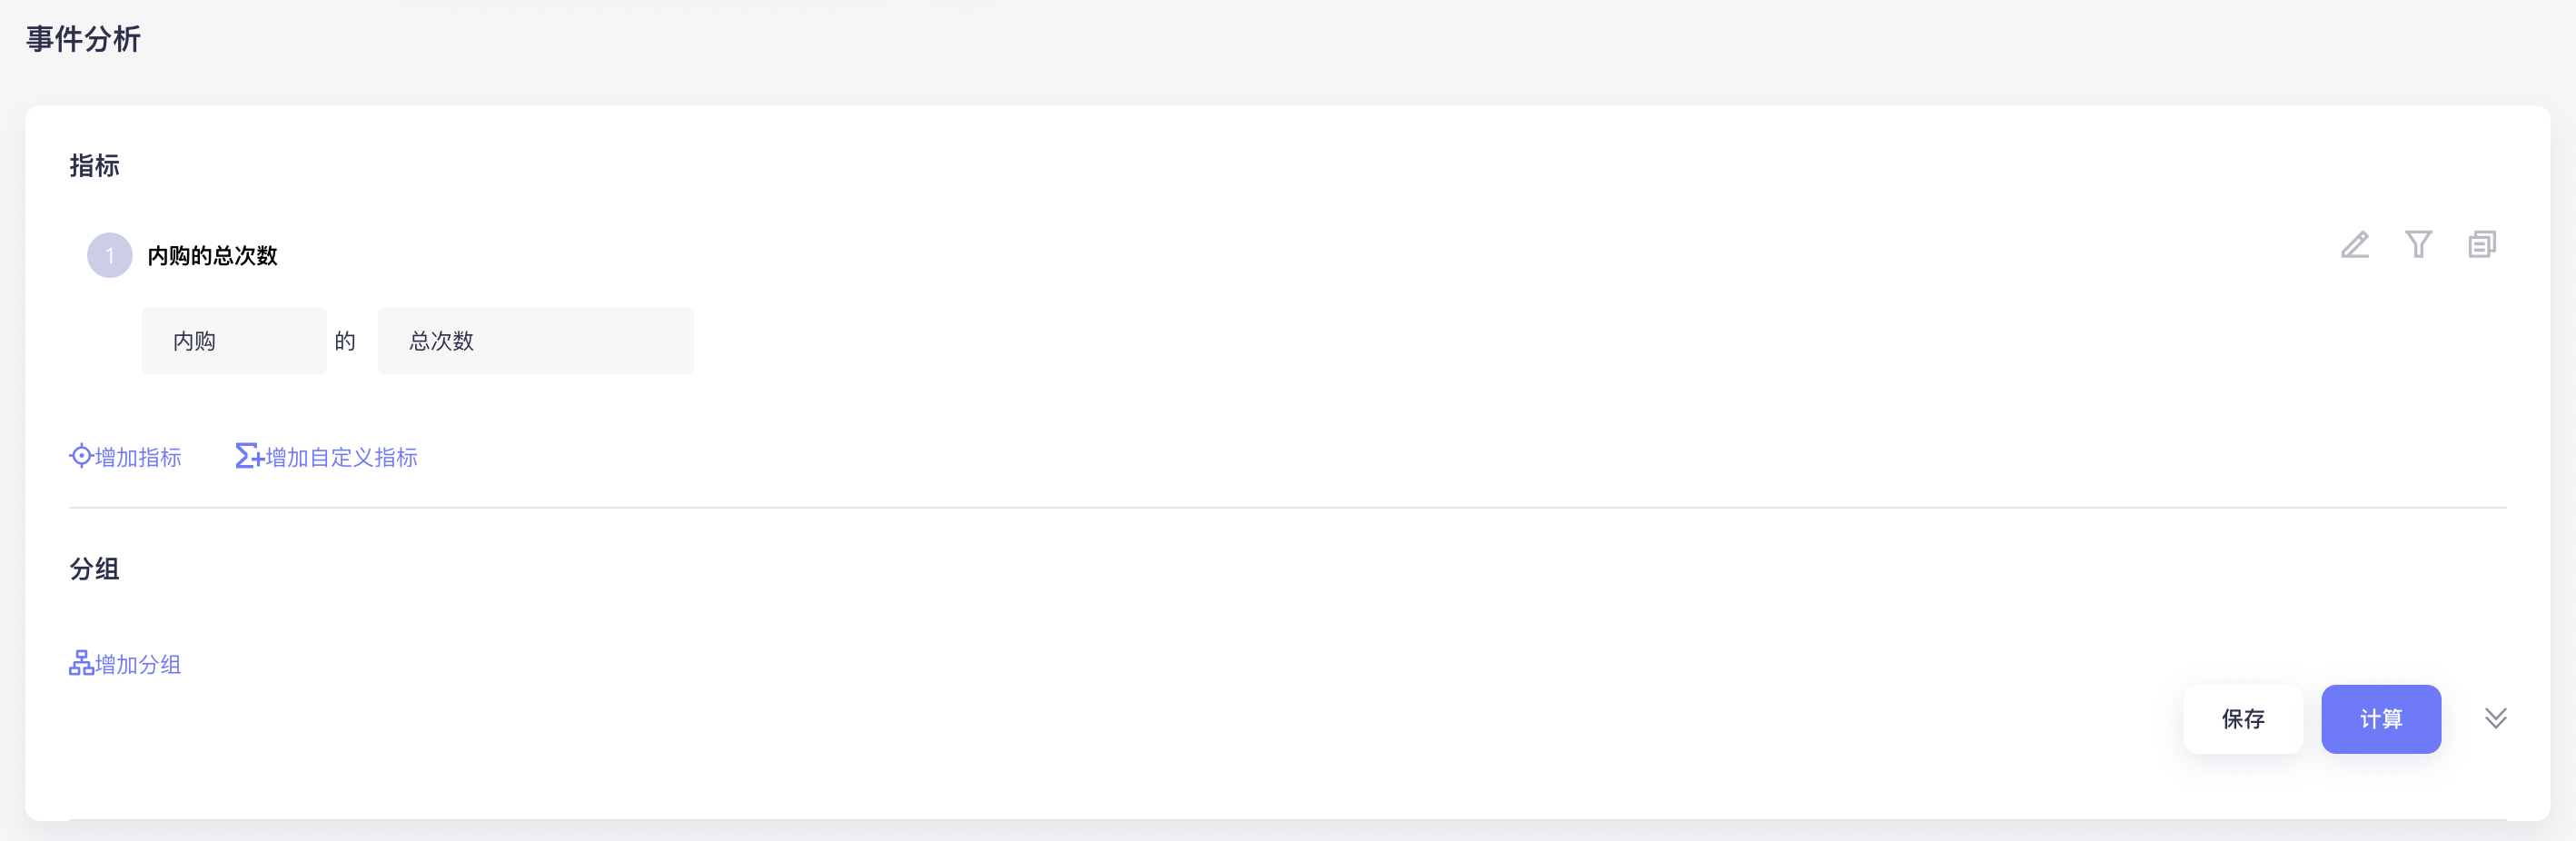 事件分析
指标
1 内购的总次数
内购 的 总次数
增加指标 增加自定义指标
分组
增加分组
保存 计算